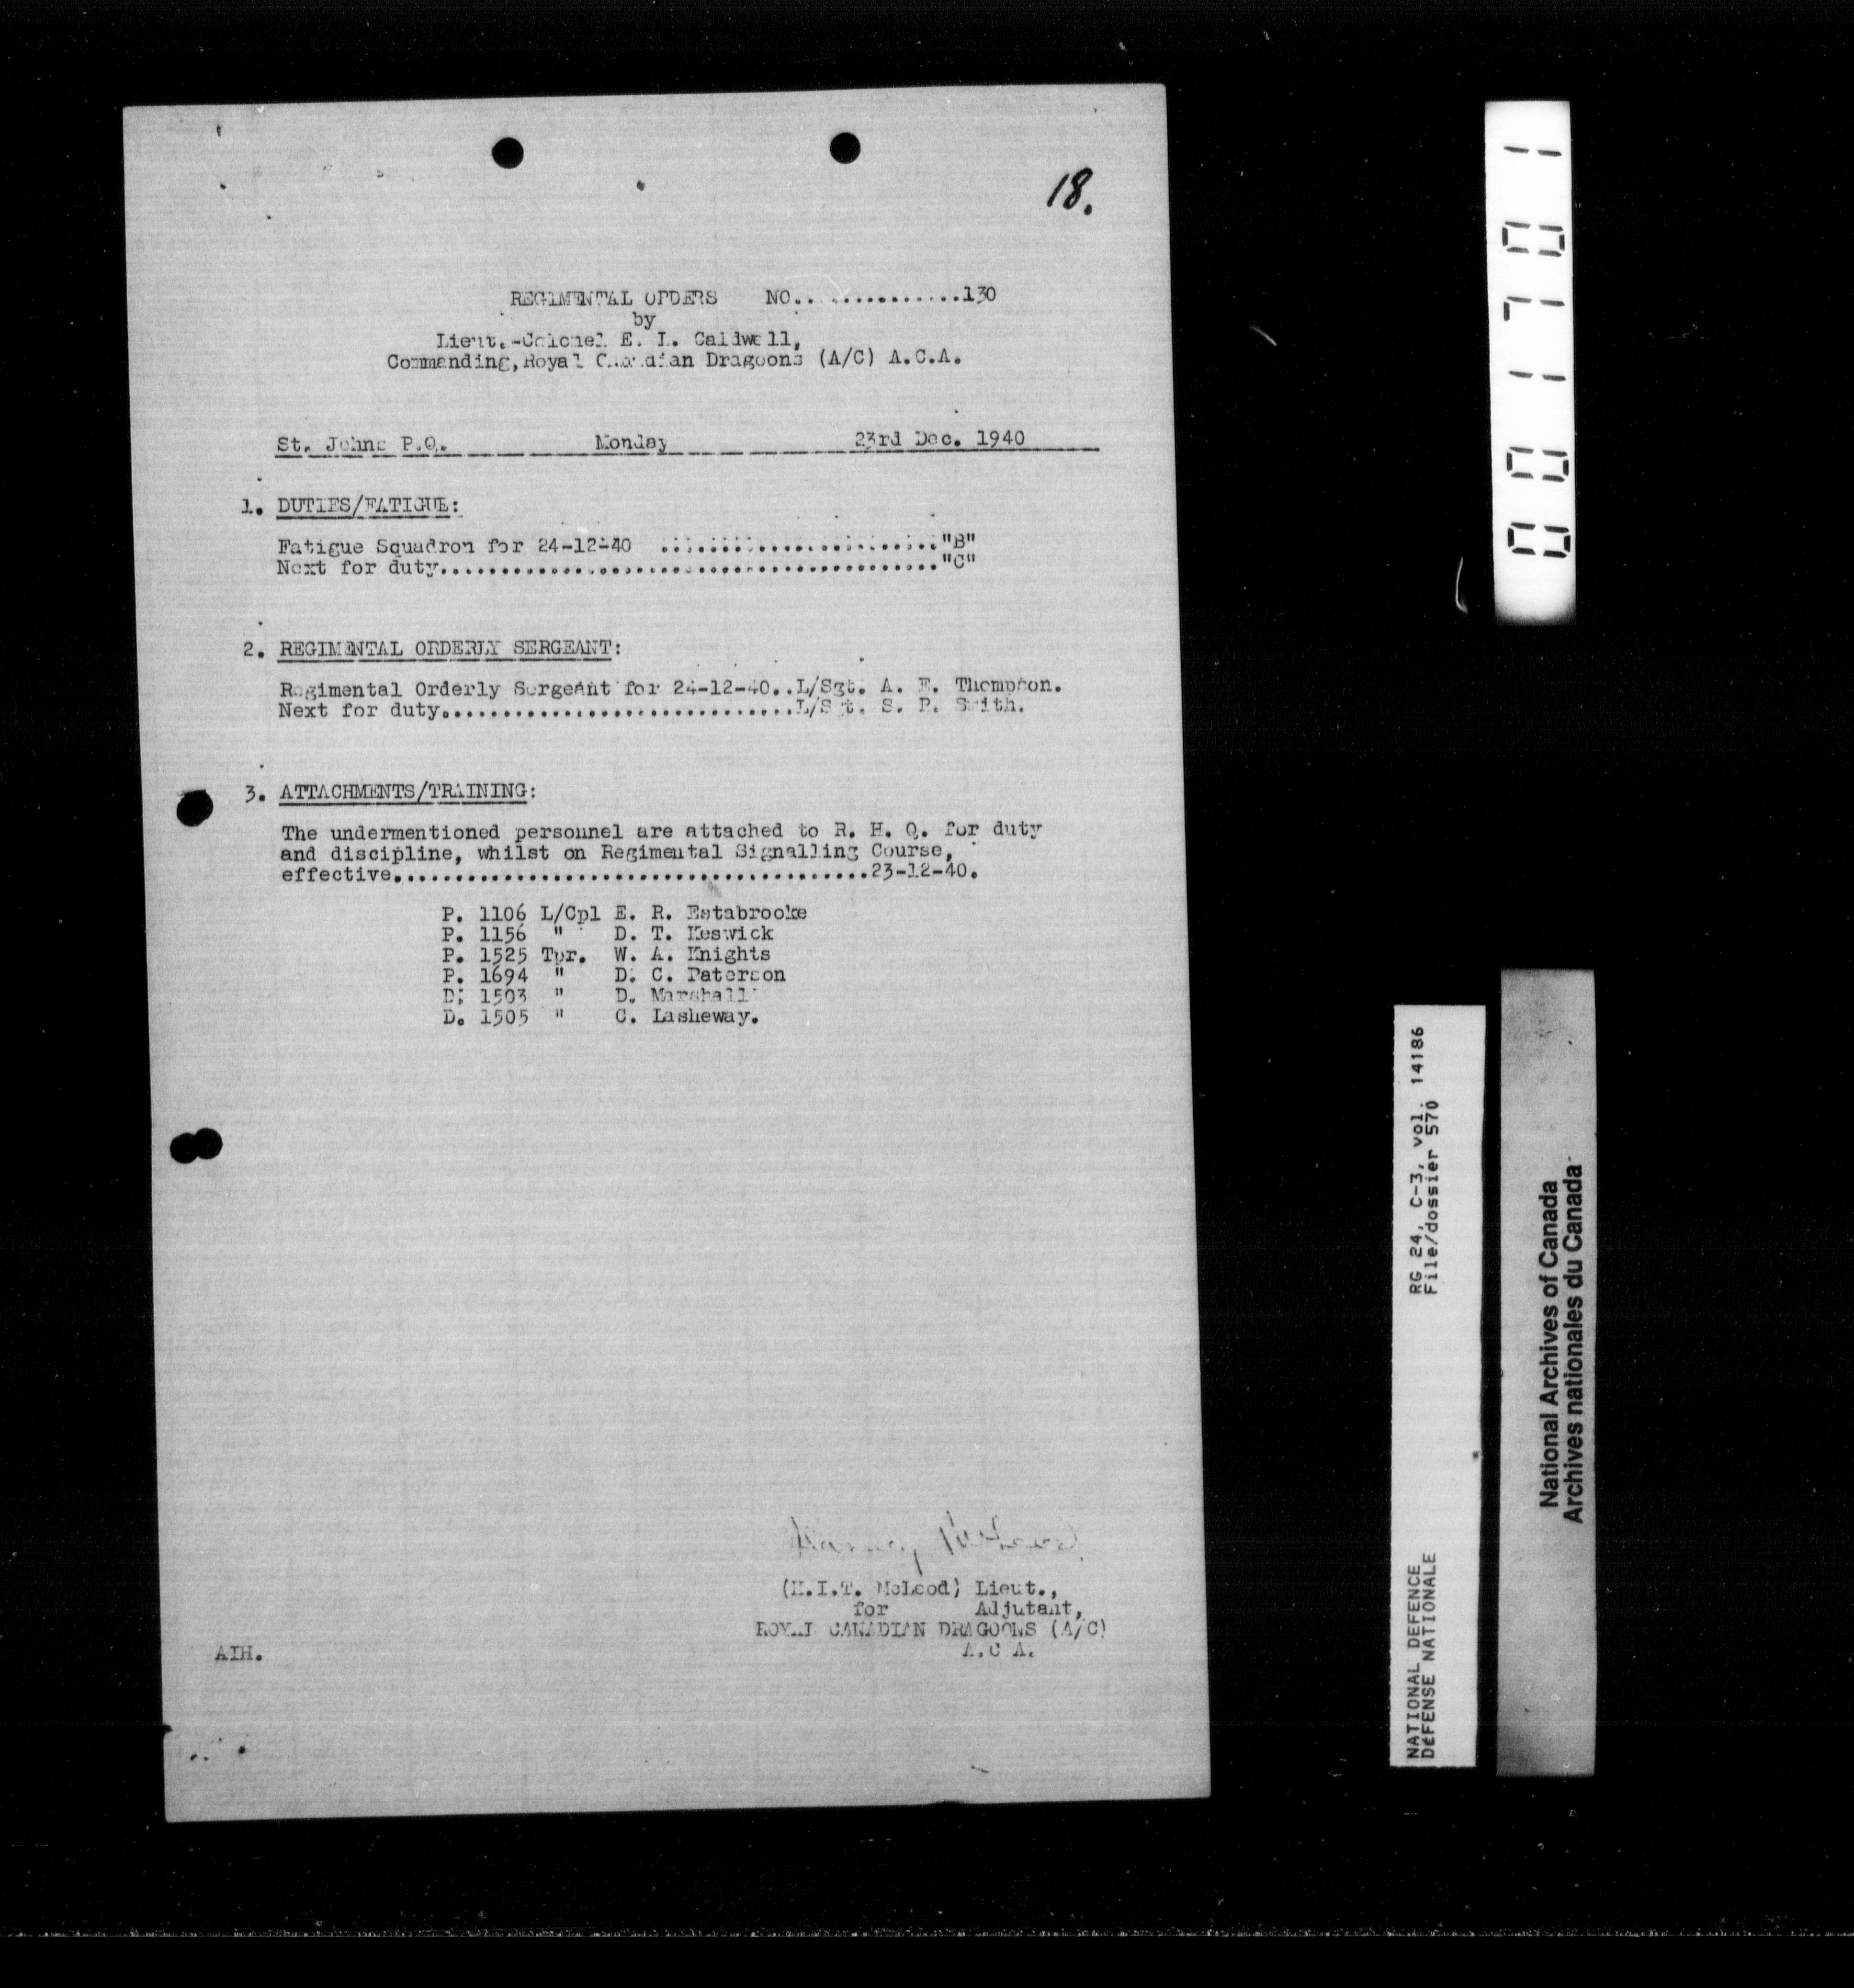 18.
REGIMENTAL ORDERS NO...............130
by
Lieut.-Colonel E. L. Caldwell,
Commanding, Royal Canadian Dragoons (A/C) A.C.A.
St. Johns P.Q. Monday 23rd Dec. 1940
1. DUTIES/FATIGUE:
Fatigue Squadron for 24-12-40 ......................."B"
Next for duty........................................."C"
2. REGIMENTAL ORDERLY SERGEANT:
Regimental Orderly Sergeant for 24-12-40..L/Sgt. A. E. Thompson.
Next for duty.............................L/Sgt. S. P. Smith.
3. ATTACHMENTS/TRAINING:
The undermentioned personnel are attached to R. H. Q. for duty
and discipline, whilst on Regimental Signalling Course,
effective.......................................23-12-40.
P. 1106 L/Cpl E. R. Estabrooke
P. 1156 " D. T. Keswick
P. 1525 Tpr. W. A. Knights
P. 1694 " D. C. Paterson
D. 1503 " D. Marshall
D. 1505 " C. Lasheway.
(H.I.T. McLeod) Lieut.,
for Adjutant,
ROYAL CANADIAN DRAGOONS (A/C)
A.C.A.
AIH.
001701
RG 24, C-3, vol. 14186
File/dossier 570
NATIONAL DEFENCE
DÉFENSE NATIONALE
National Archives of Canada
Archives nationales du Canada